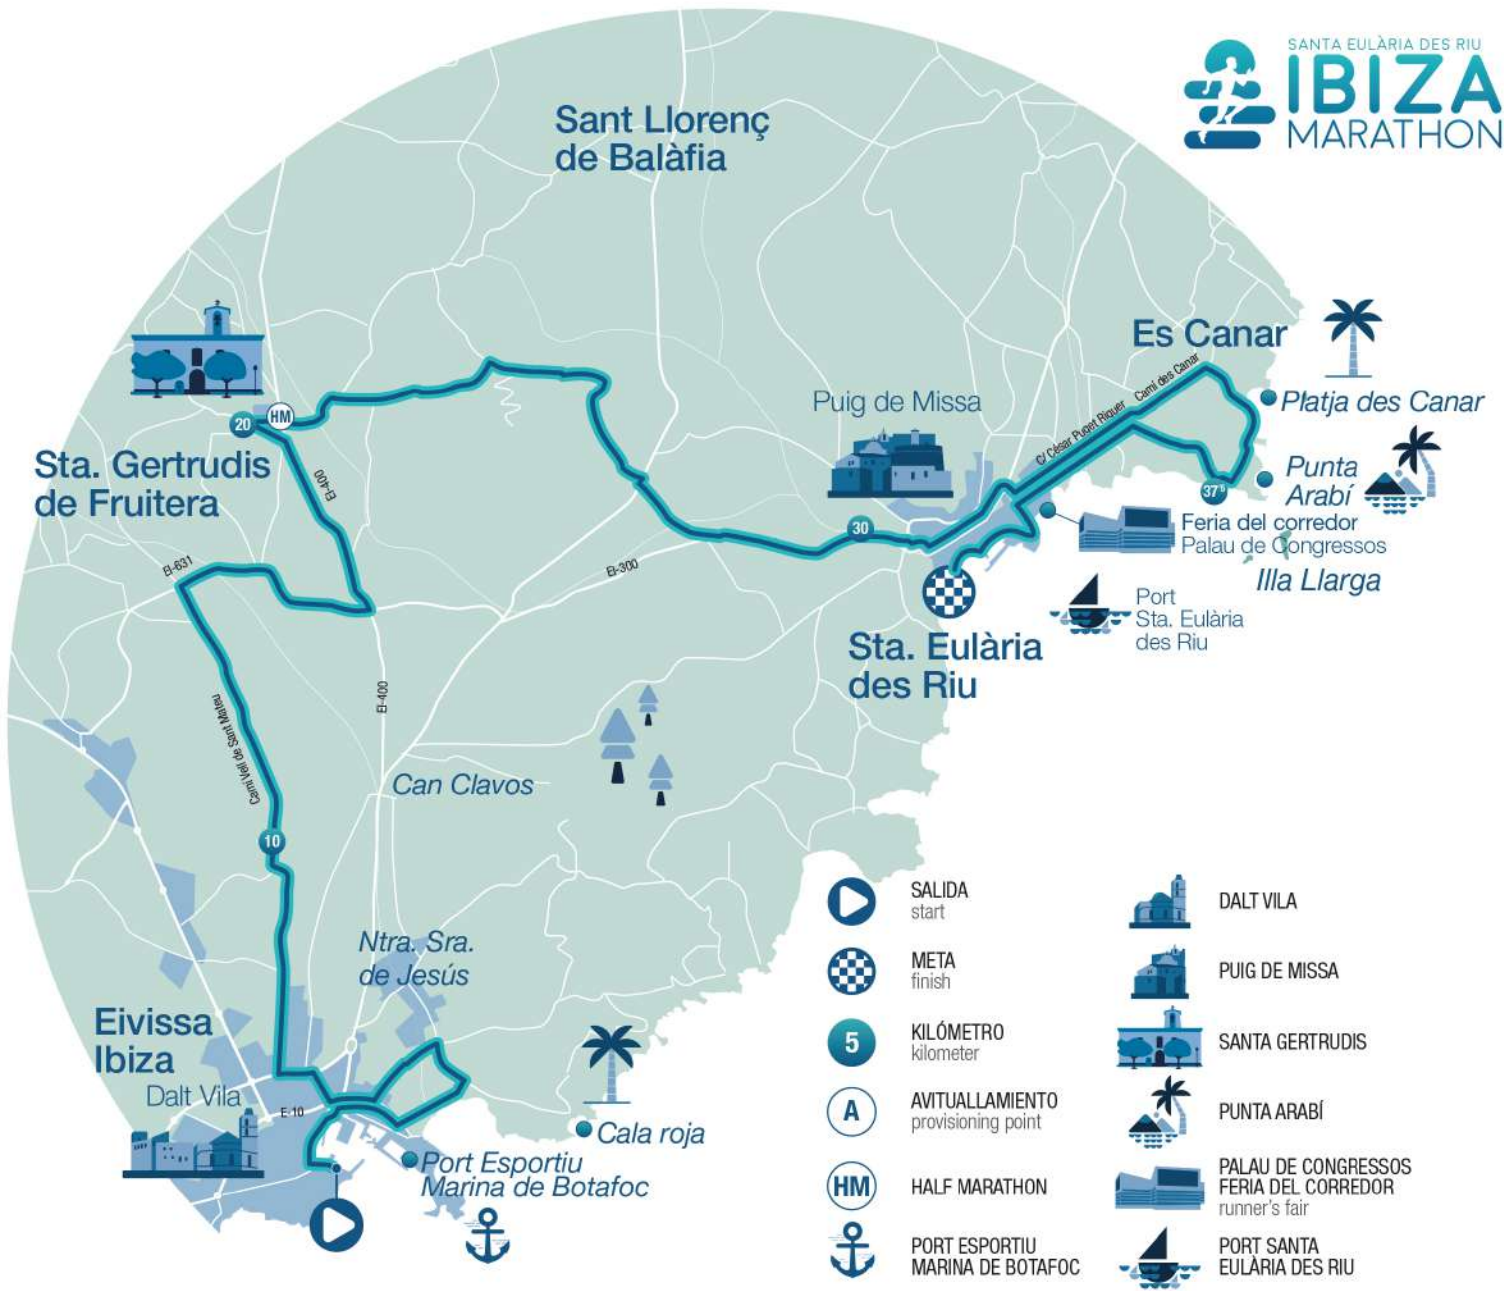 SANTA EULÀRIA DES RIU
IBIZA
MARATHON
Sant Llorenç
de Balàfia
Es Canar
Platja des Canar
Camí des Canar
C/ César Puget Riquer
Puig de Missa
HM
20
Sta. Gertrudis
de Fruitera
EI-400
Punta
Arabí
37'5
30
Feria del corredor
Palau de Congressos
Illa Llarga
EI-631
EI-300
Port
Sta. Eulària
des Riu
Sta. Eulària
des Riu
EI-400
Camí Vell de Sant Mateu
Can Clavos
10
Ntra. Sra.
de Jesús
Eivissa
Ibiza
Dalt Vila
E-10
Cala roja
Port Esportiu
Marina de Botafoc
SALIDA
start
META
finish
5
KILÓMETRO
kilometer
A
AVITUALLAMIENTO
provisioning point
HM
HALF MARATHON
PORT ESPORTIU
MARINA DE BOTAFOC
DALT VILA
PUIG DE MISSA
SANTA GERTRUDIS
PUNTA ARABÍ
PALAU DE CONGRESSOS
FERIA DEL CORREDOR
runner's fair
PORT SANTA
EULÀRIA DES RIU